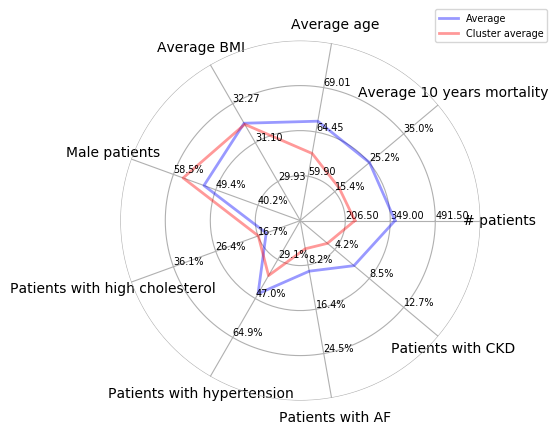 Average
Cluster average
Average age
Average BMI
69.01
32.27
Average 10 years mortality
64.45
35.0%
31.10
Male patients
58.5%
25.2%
59.90
29.93
49.4%
15.4%
40.2%
206.50
349.00
491.50
# patients
16.7%
26.4%
4.2%
29.1%
8.2%
36.1%
8.5%
Patients with high cholesterol
47.0%
16.4%
12.7%
64.9%
24.5%
Patients with CKD
Patients with hypertension
Patients with AF